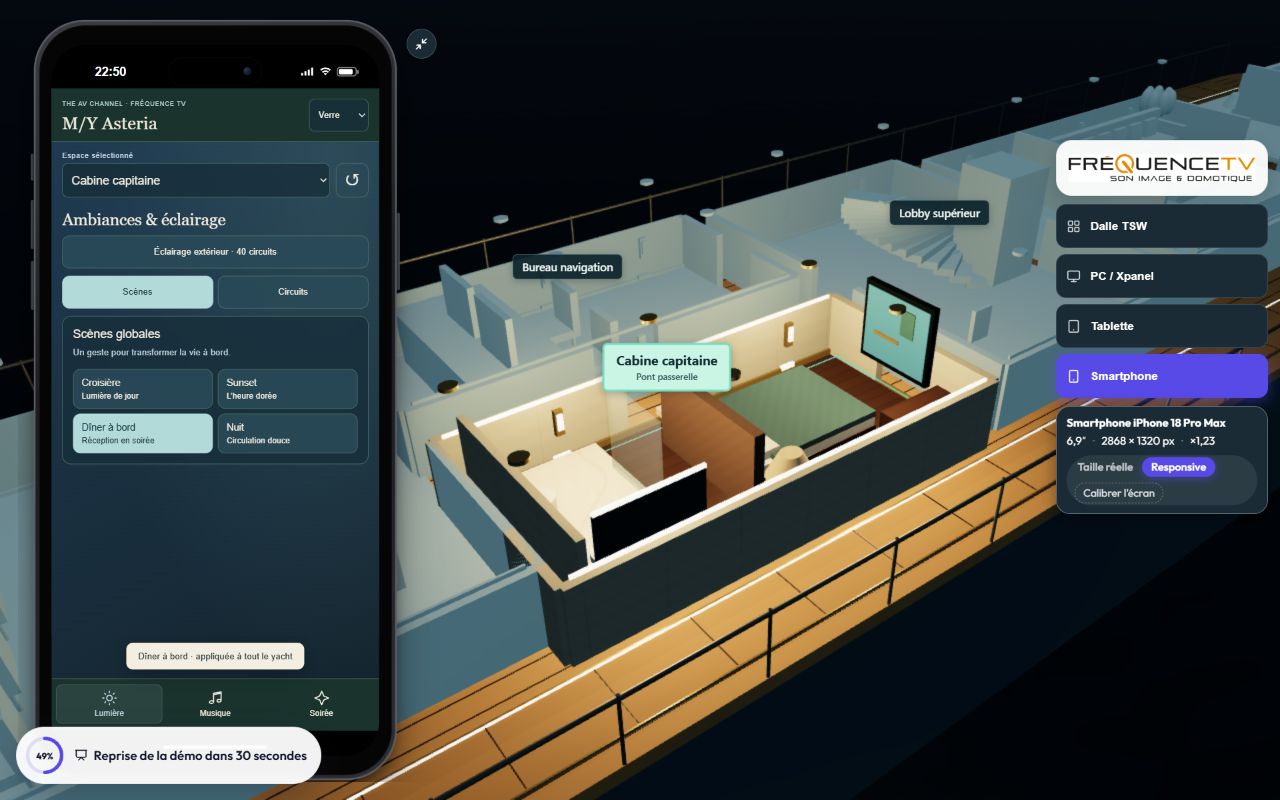 22:50
THE AV CHANNEL · FRÉQUENCE TV
M/Y Asteria
Verre
Espace sélectionné
Cabine capitaine
Ambiances & éclairage
Éclairage extérieur · 40 circuits
Scènes
Circuits
Scènes globales
Un geste pour transformer la vie à bord.
Croisière
Lumière de jour
Sunset
L'heure dorée
Dîner à bord
Réception en soirée
Nuit
Circulation douce
Dîner à bord · appliquée à tout le yacht
Lumière
Musique
Soirée
49%
Reprise de la démo dans 30 secondes
Bureau navigation
Lobby supérieur
Cabine capitaine
Pont passerelle
FRÉQUENCETV
SON IMAGE & DOMOTIQUE
Dalle TSW
PC / Xpanel
Tablette
Smartphone
Smartphone iPhone 18 Pro Max
6,9" · 2868 × 1320 px · ×1,23
Taille réelle
Responsive
Calibrer l'écran